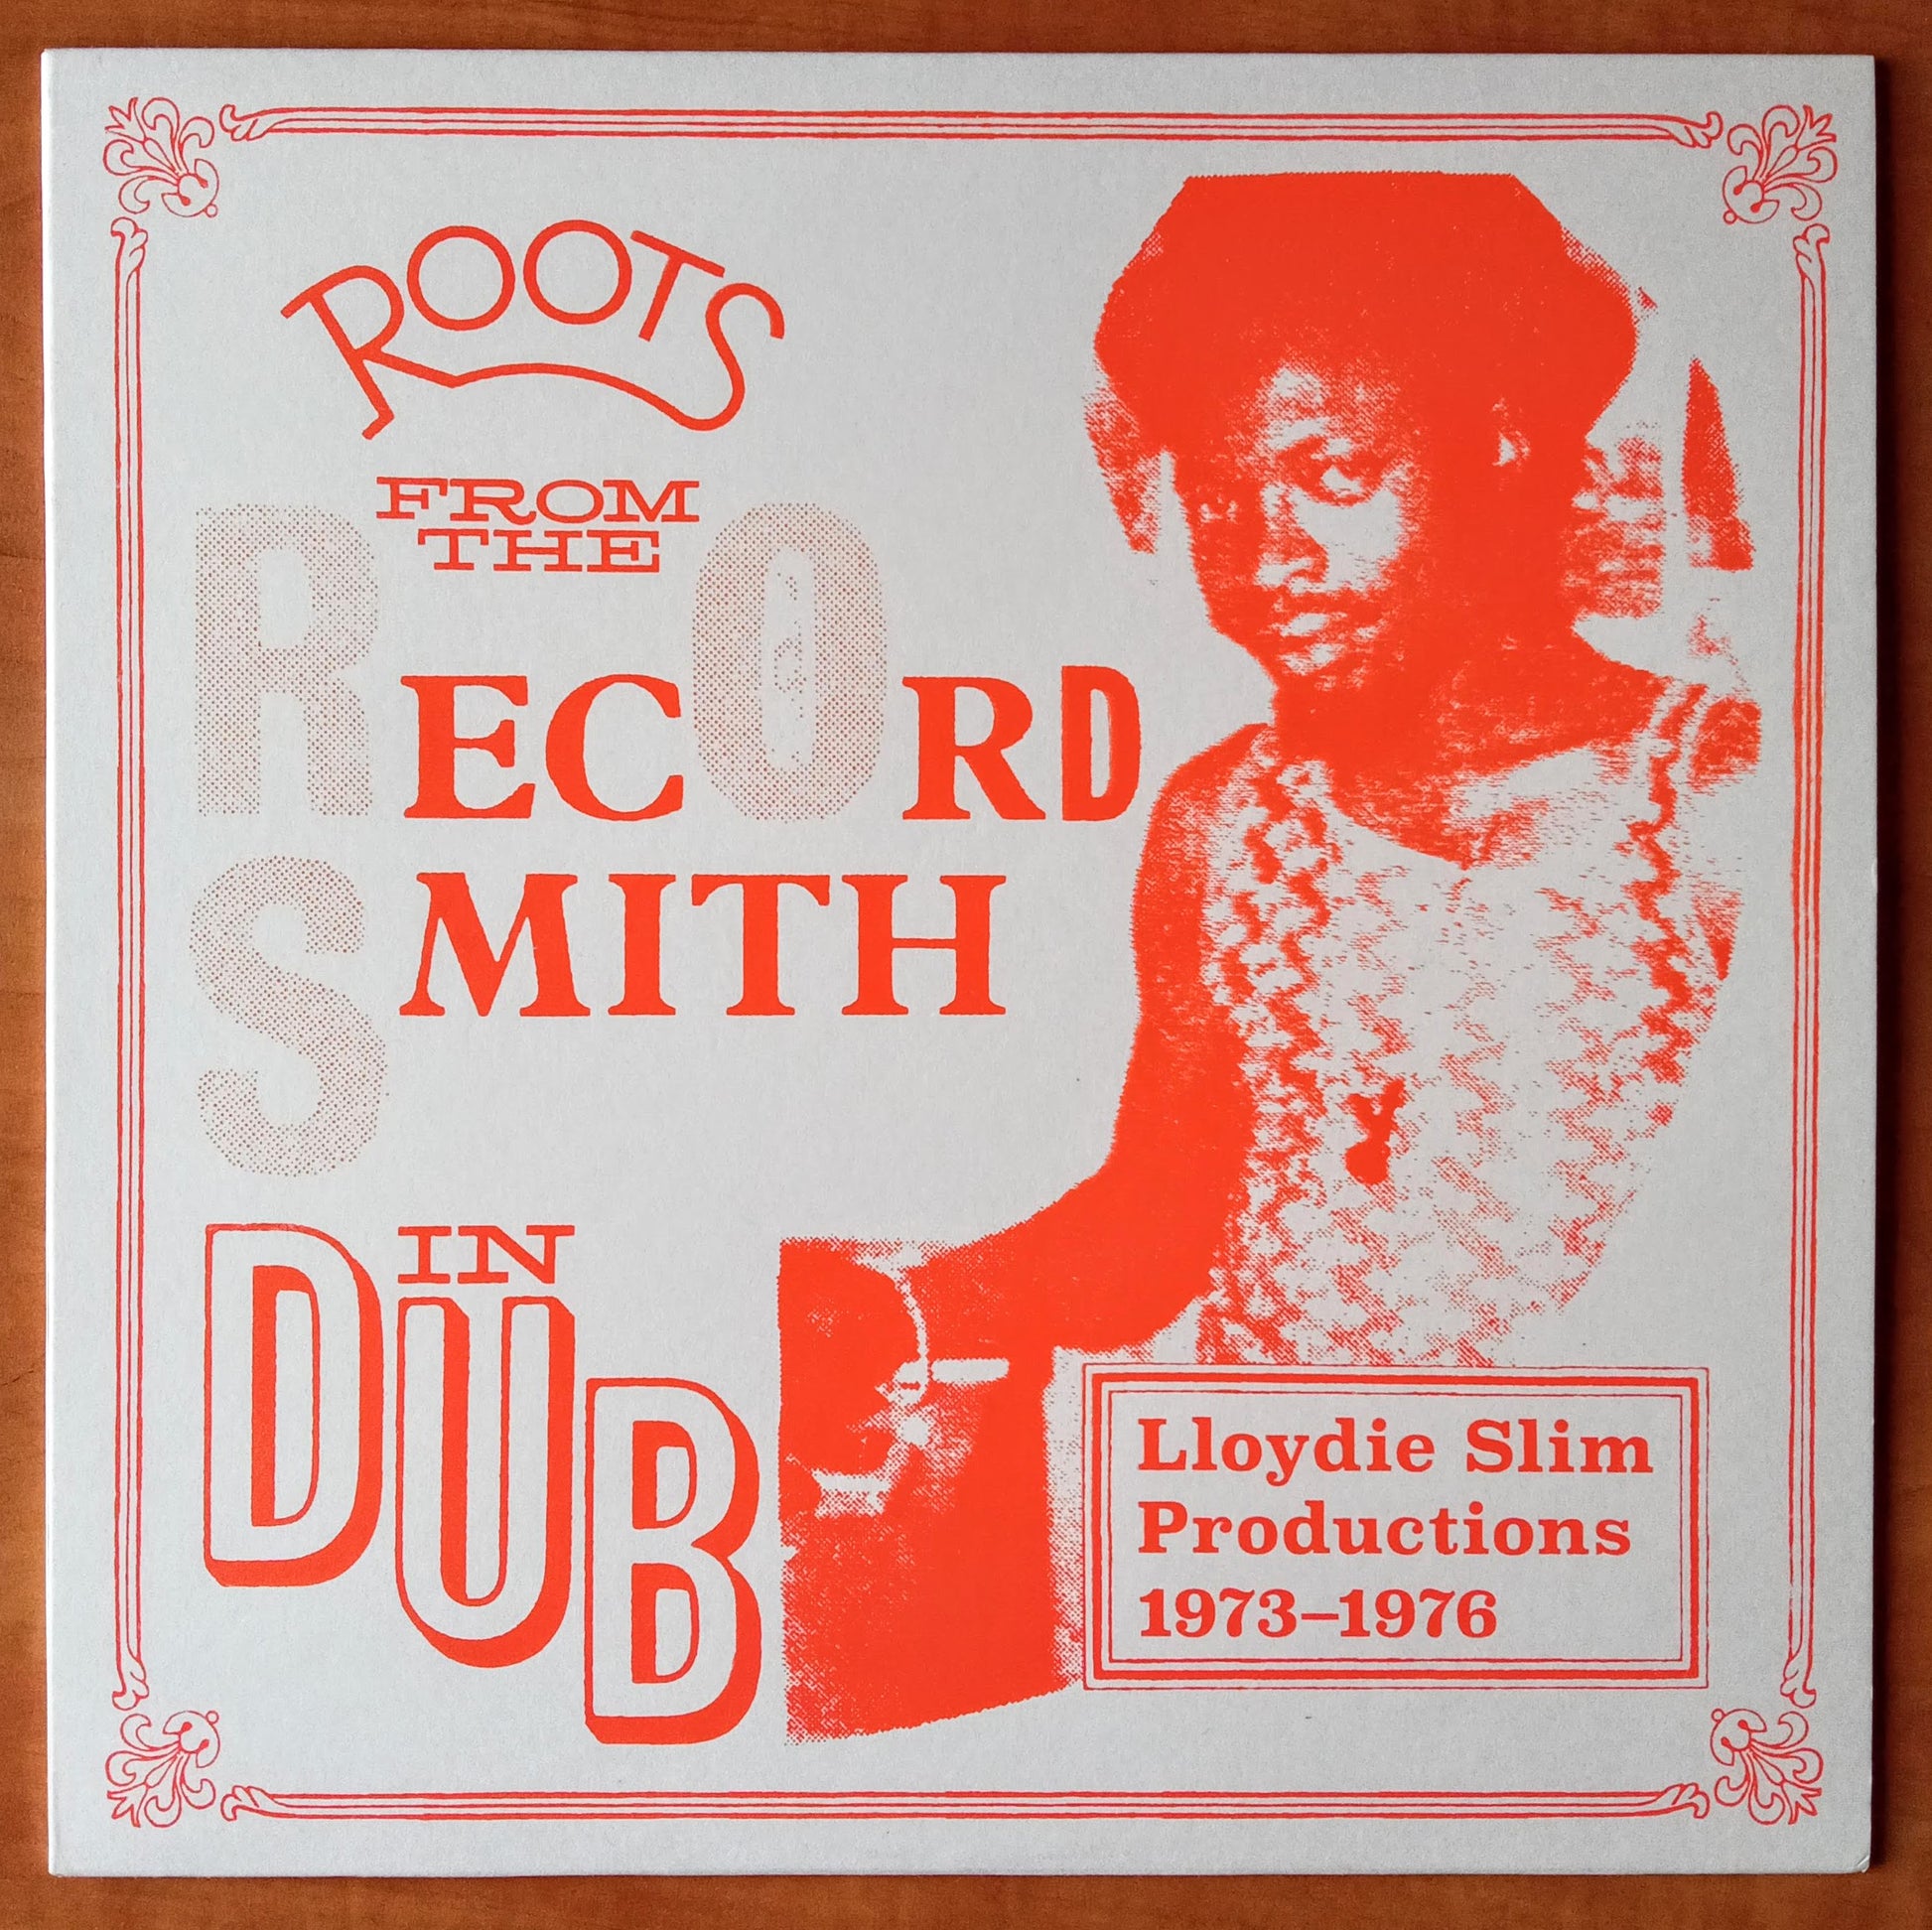 ROOTS
FROM
THE
RECORD
SMITH
IN
DUB
Lloydie Slim
Productions
1973–1976